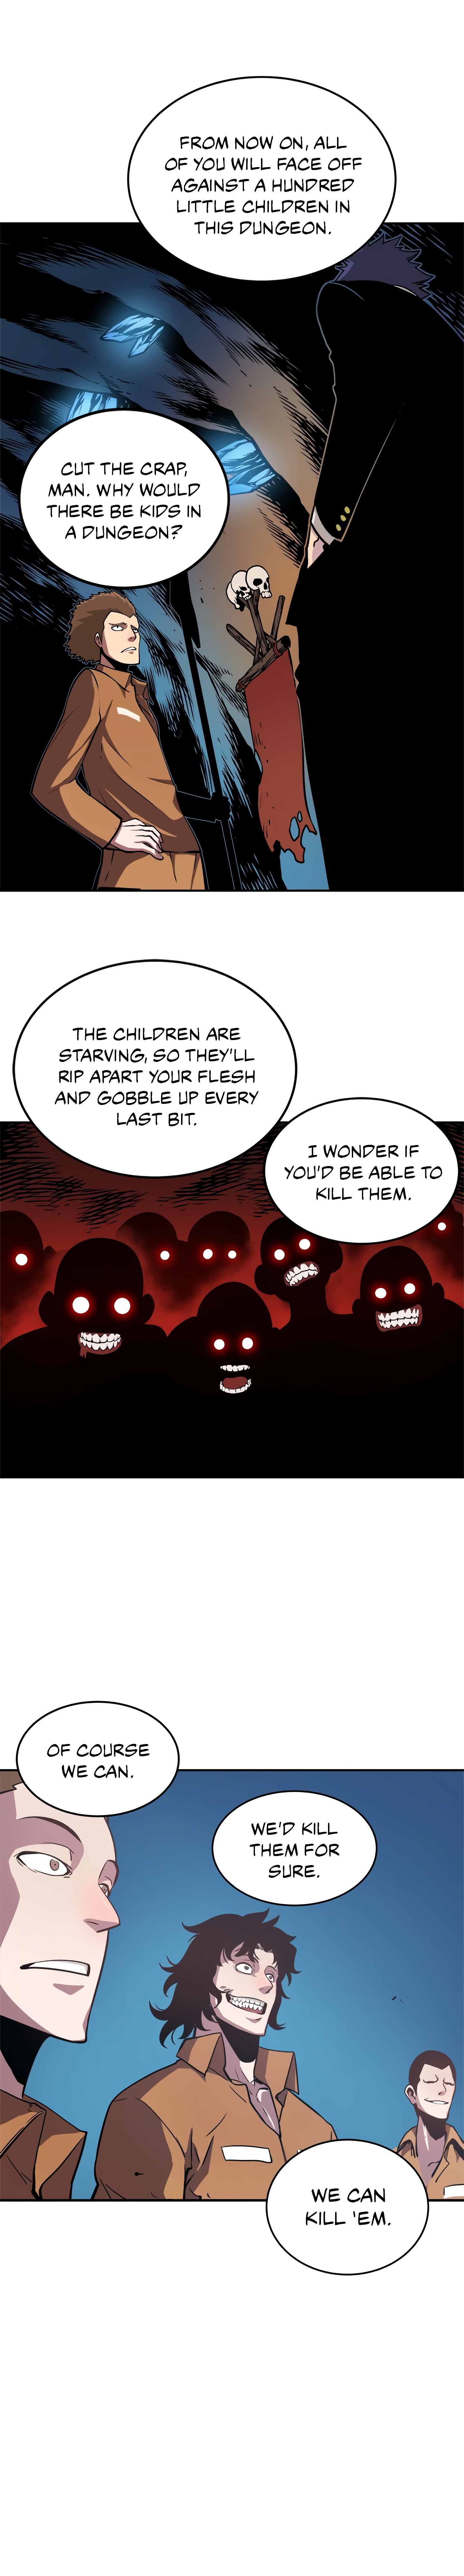 FROM NOW ON, ALL
OF YOU WILL FACE OFF
AGAINST A HUNDRED
LITTLE CHILDREN IN
THIS DUNGEON.
CUT THE CRAP,
MAN. WHY WOULD
THERE BE KIDS IN
A DUNGEON?
THE CHILDREN ARE
STARVING, SO THEY'LL
RIP APART YOUR FLESH
AND GOBBLE UP EVERY
LAST BIT.
I WONDER IF
YOU'D BE ABLE TO
KILL THEM.
OF COURSE
WE CAN.
WE'D KILL
THEM FOR
SURE.
WE CAN
KILL 'EM.